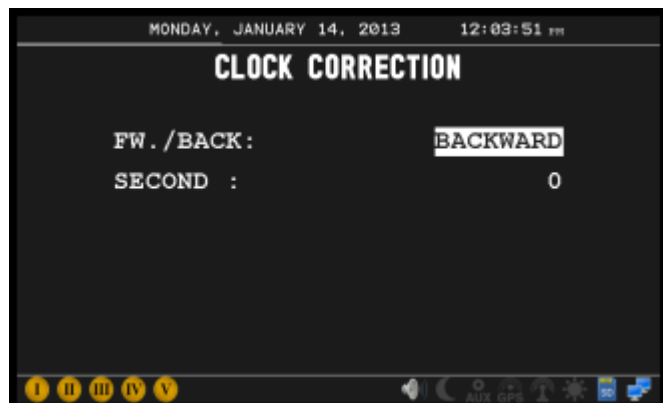 MONDAY, JANUARY 14, 2013 12:03:51 PM
CLOCK CORRECTION
FW./BACK: BACKWARD
SECOND : 0
I II III IV V AUX GPS SD